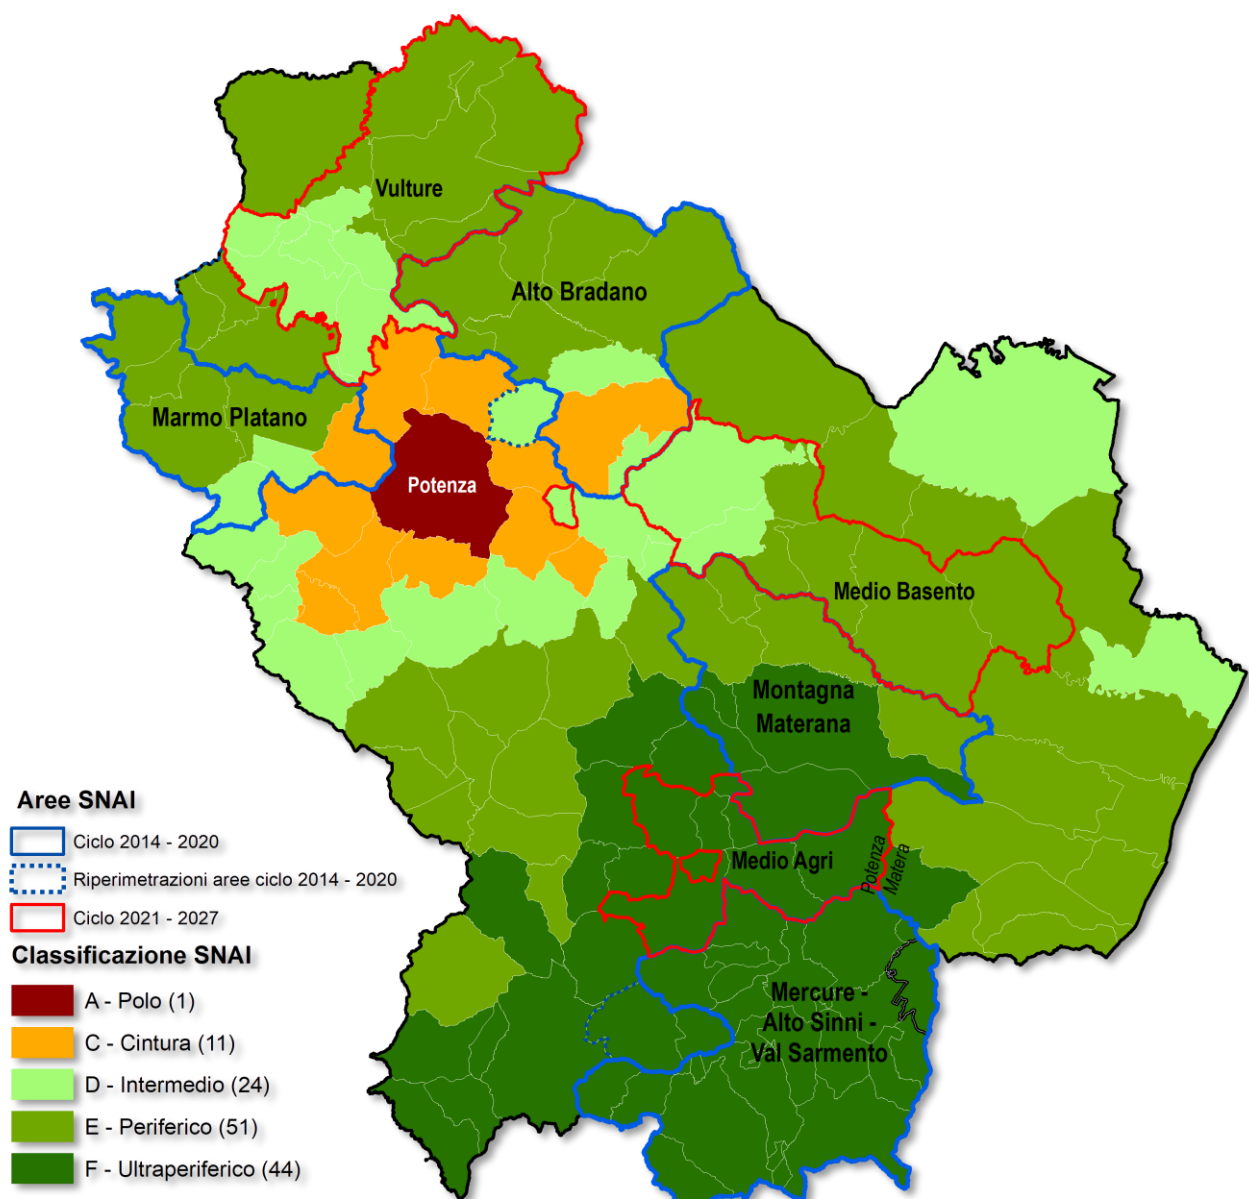 Vulture
Alto Bradano
Marmo Platano
Potenza
Medio Basento
Montagna
Materana
Medio Agri
Potenza
Matera
Mercure -
Alto Sinni -
Val Sarmento
Aree SNAI
Ciclo 2014 - 2020
Riperimetrazioni aree ciclo 2014 - 2020
Ciclo 2021 - 2027
Classificazione SNAI
A - Polo (1)
C - Cintura (11)
D - Intermedio (24)
E - Periferico (51)
F - Ultraperiferico (44)